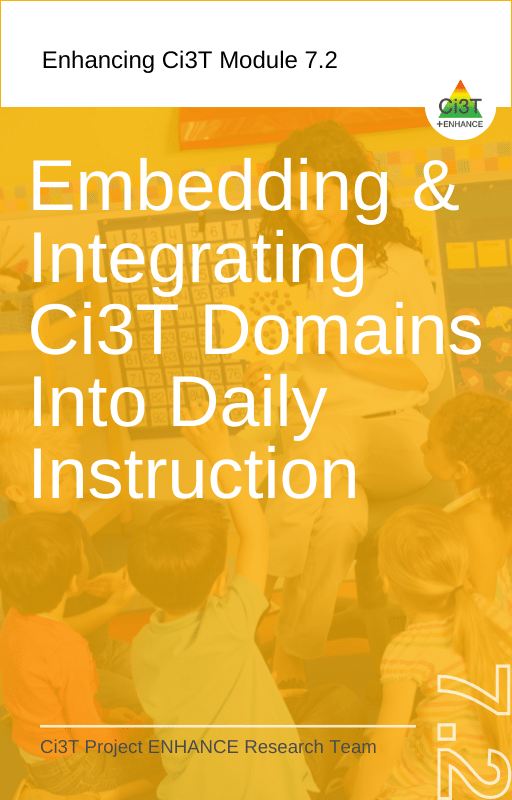 Enhancing Ci3T Module 7.2
Ci3T
+ENHANCE
Embedding &
Integrating
Ci3T Domains
Into Daily
Instruction
7.2
Ci3T Project ENHANCE Research Team